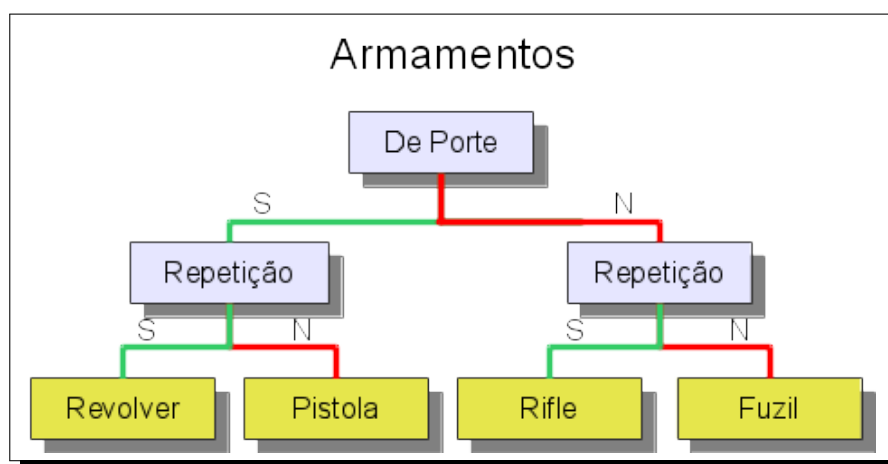 Armamentos
De Porte
S N
Repetição Repetição
S N S N
Revolver Pistola Rifle Fuzil